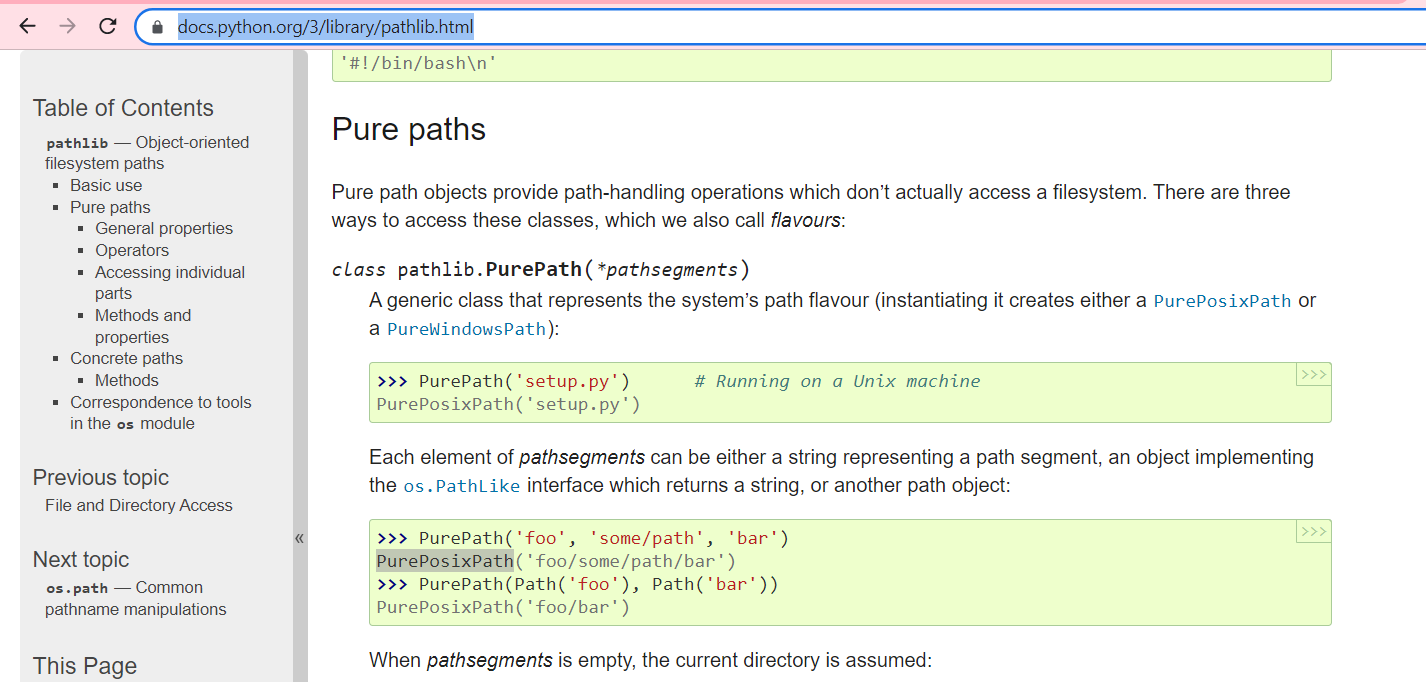 docs.python.org/3/library/pathlib.html
Table of Contents
pathlib — Object-oriented
filesystem paths
Basic use
Pure paths
General properties
Operators
Accessing individual
parts
Methods and
properties
Concrete paths
Methods
Correspondence to tools
in the os module
Previous topic
File and Directory Access
Next topic
os.path — Common
pathname manipulations
This Page
«
'#!/bin/bash\n'
Pure paths
Pure path objects provide path-handling operations which don’t actually access a filesystem. There are three
ways to access these classes, which we also call flavours:
class pathlib.PurePath(*pathsegments)
A generic class that represents the system’s path flavour (instantiating it creates either a PurePosixPath or
a PureWindowsPath):
>>> PurePath('setup.py')      # Running on a Unix machine
>>>
PurePosixPath('setup.py')
Each element of pathsegments can be either a string representing a path segment, an object implementing
the os.PathLike interface which returns a string, or another path object:
>>> PurePath('foo', 'some/path', 'bar')
>>>
PurePosixPath('foo/some/path/bar')
>>> PurePath(Path('foo'), Path('bar'))
PurePosixPath('foo/bar')
When pathsegments is empty, the current directory is assumed: